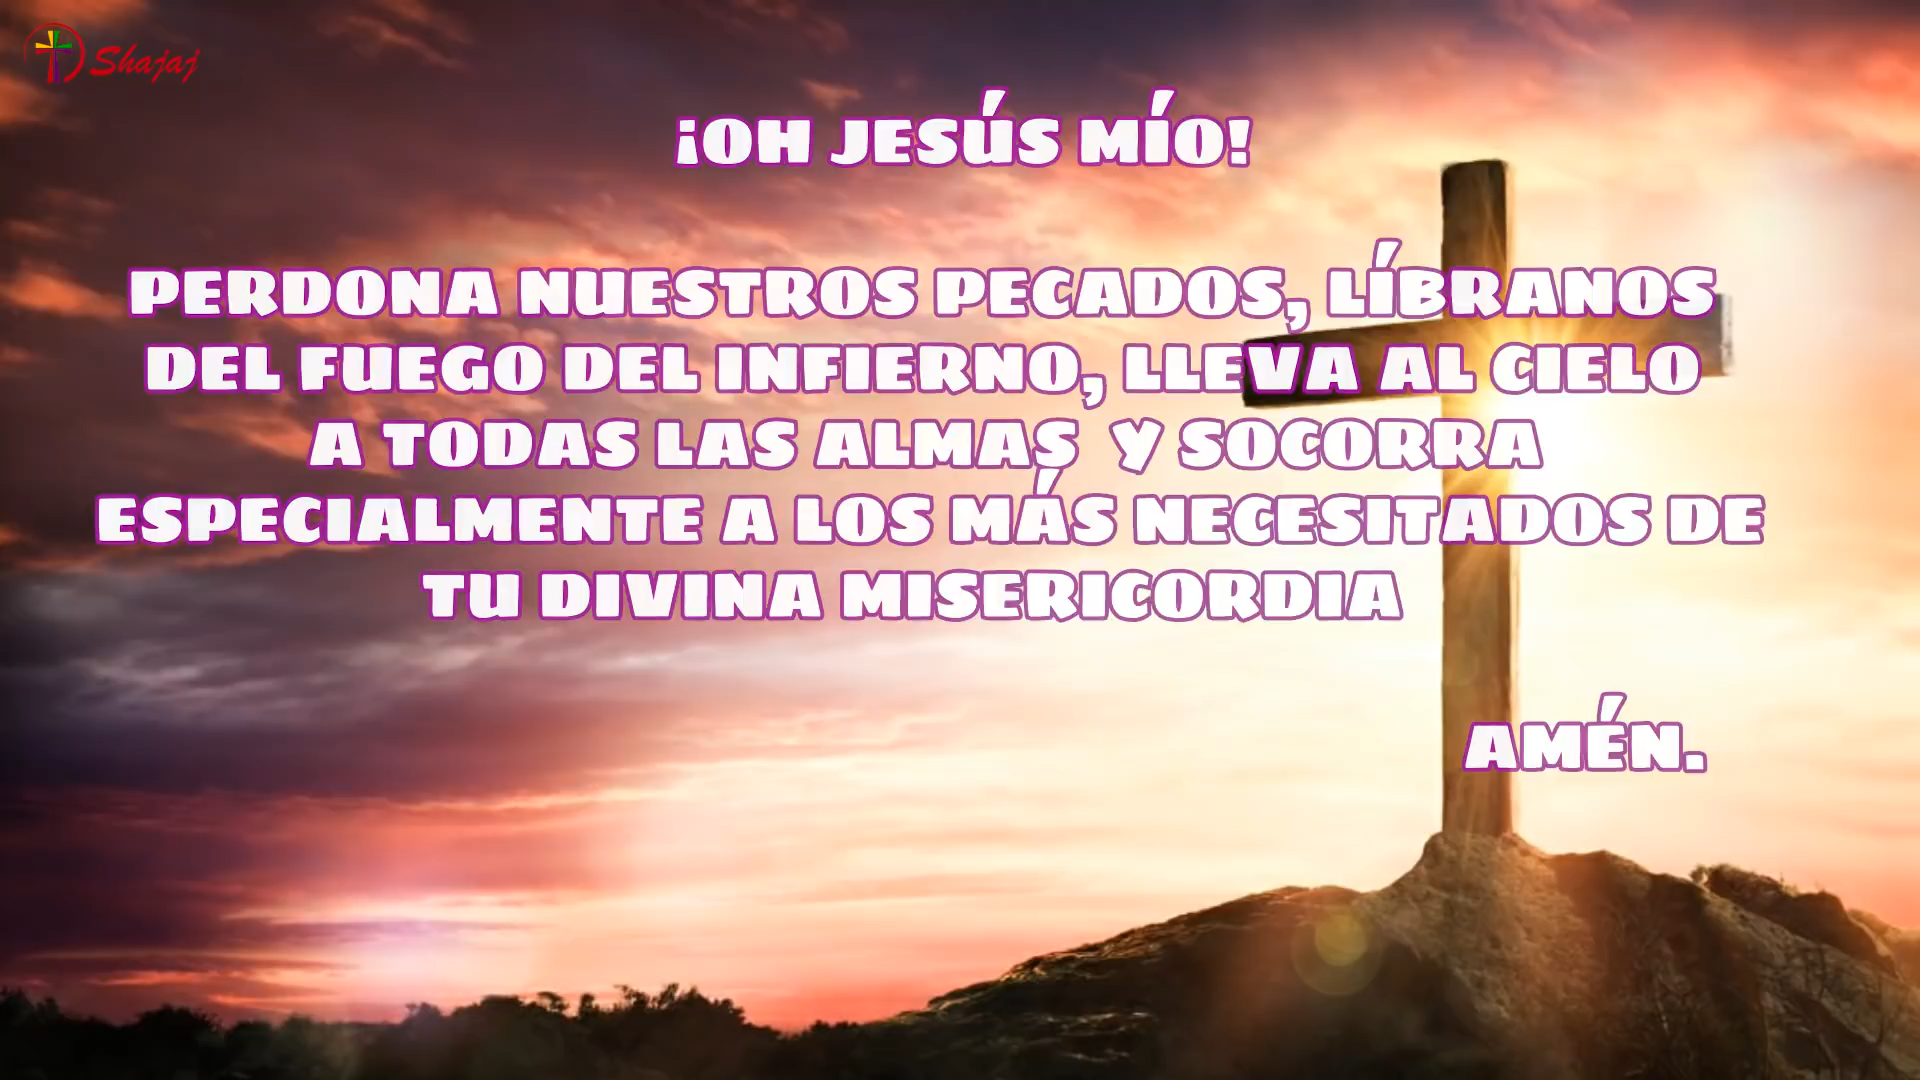 Shajaj
¡OH JESÚS MÍO!
PERDONA NUESTROS PECADOS, LÍBRANOS
DEL FUEGO DEL INFIERNO, LLEVA AL CIELO
A TODAS LAS ALMAS Y SOCORRA
ESPECIALMENTE A LOS MÁS NECESITADOS DE
TU DIVINA MISERICORDIA
AMÉN.